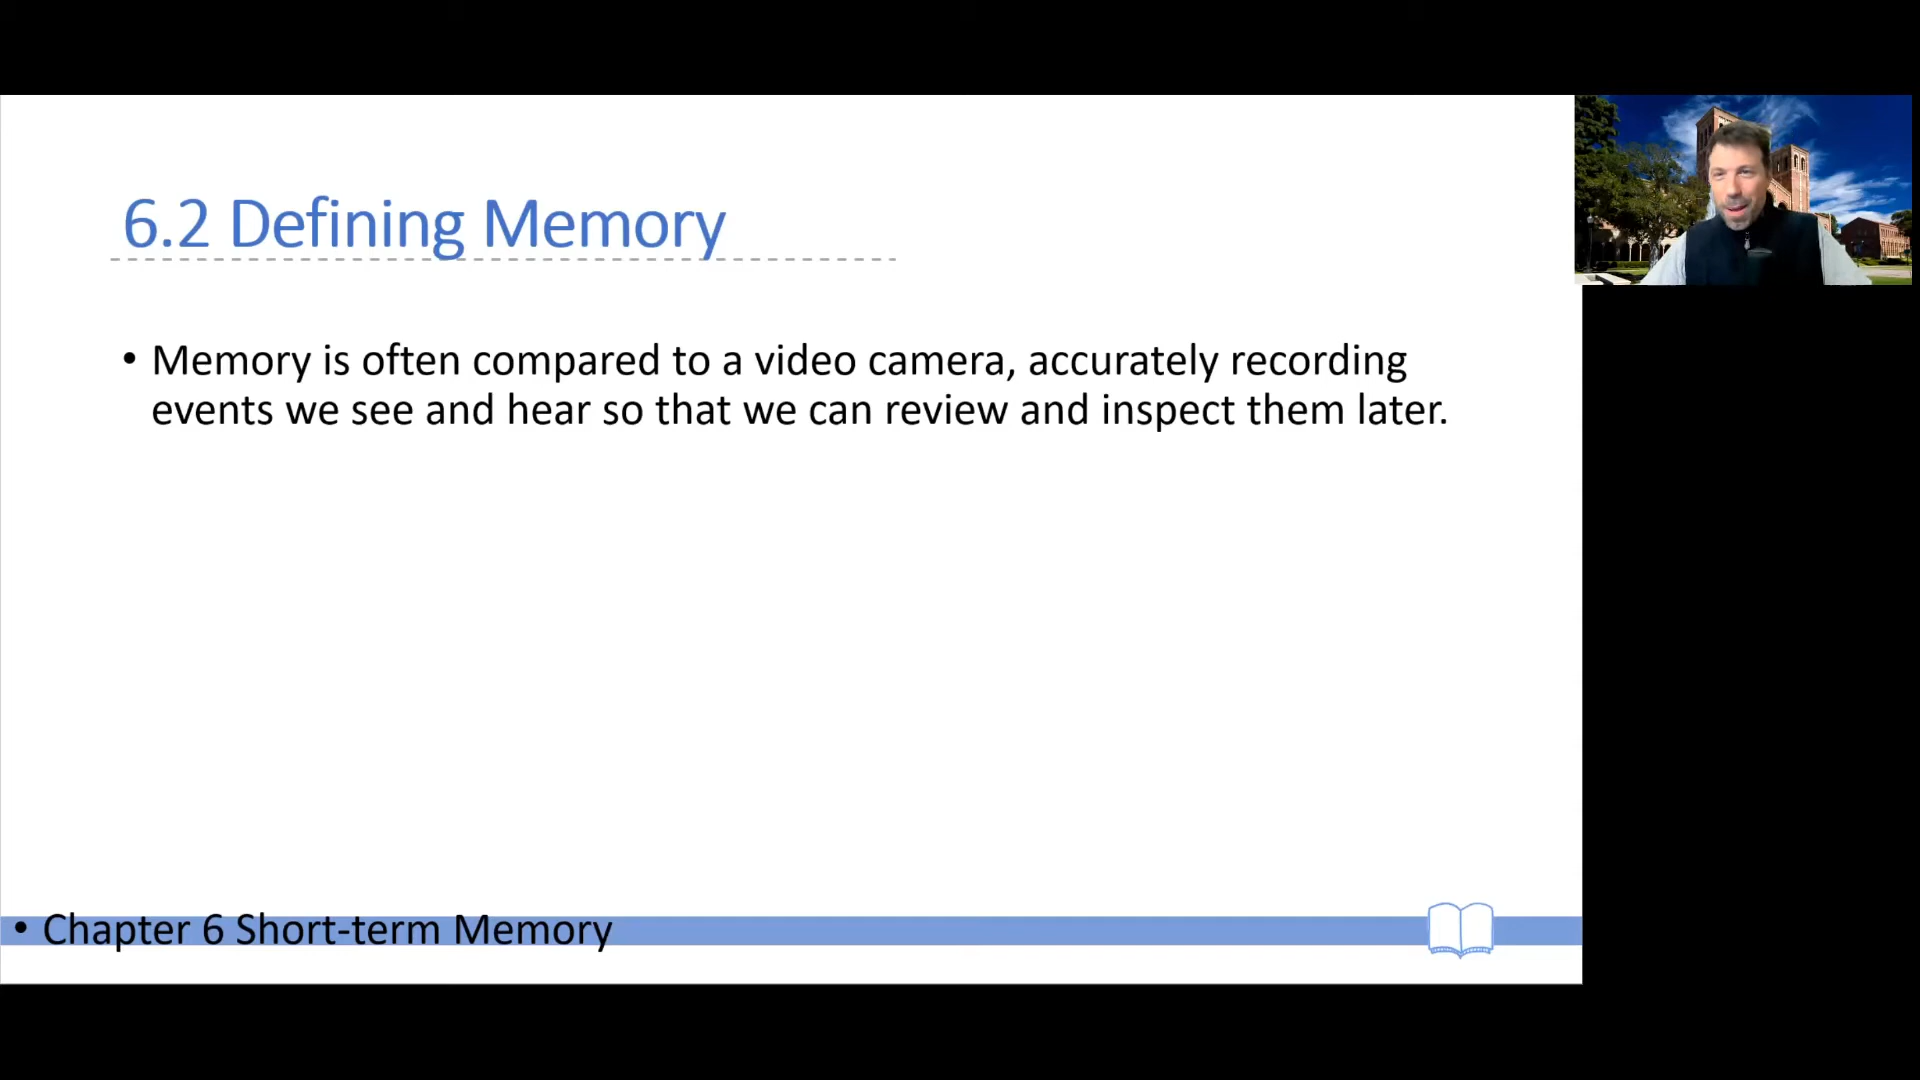 6.2 Defining Memory
• Memory is often compared to a video camera, accurately recording
events we see and hear so that we can review and inspect them later.
• Chapter 6 Short-term Memory